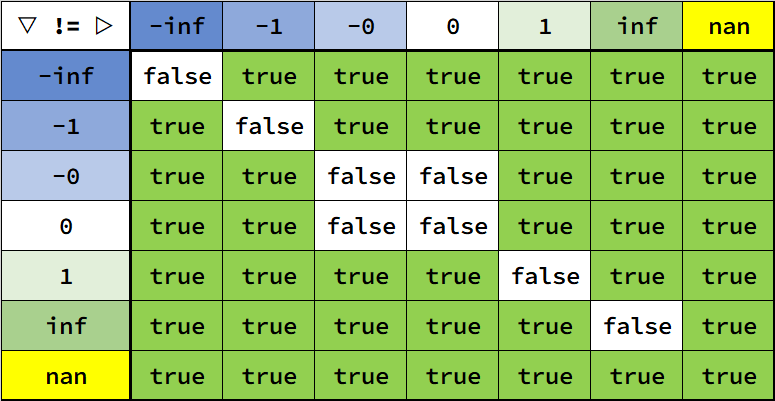 ▽ != ▷ -inf -1 -0 0 1 inf nan
-inf false true true true true true true
-1 true false true true true true true
-0 true true false false true true true
0 true true false false true true true
1 true true true true false true true
inf true true true true true false true
nan true true true true true true true